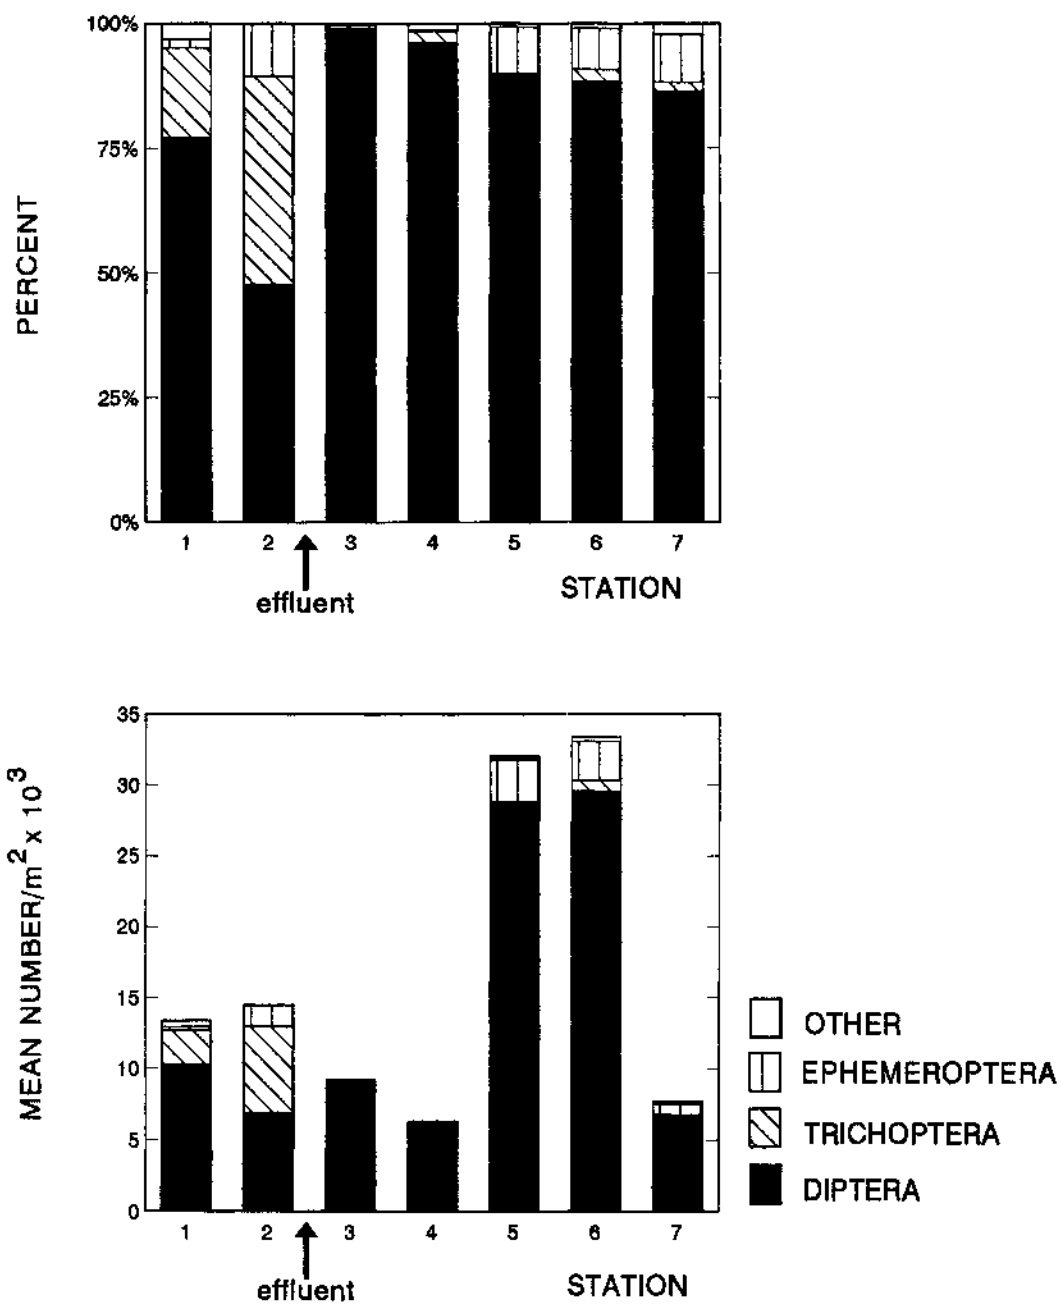 100%
75%
50%
25%
0%
PERCENT
1 2 3 4 5 6 7
effluent
STATION
35
30
25
20
15
10
5
0
MEAN NUMBER/m² x 10³
1 2 3 4 5 6 7
effluent
STATION
OTHER
EPHEMEROPTERA
TRICHOPTERA
DIPTERA